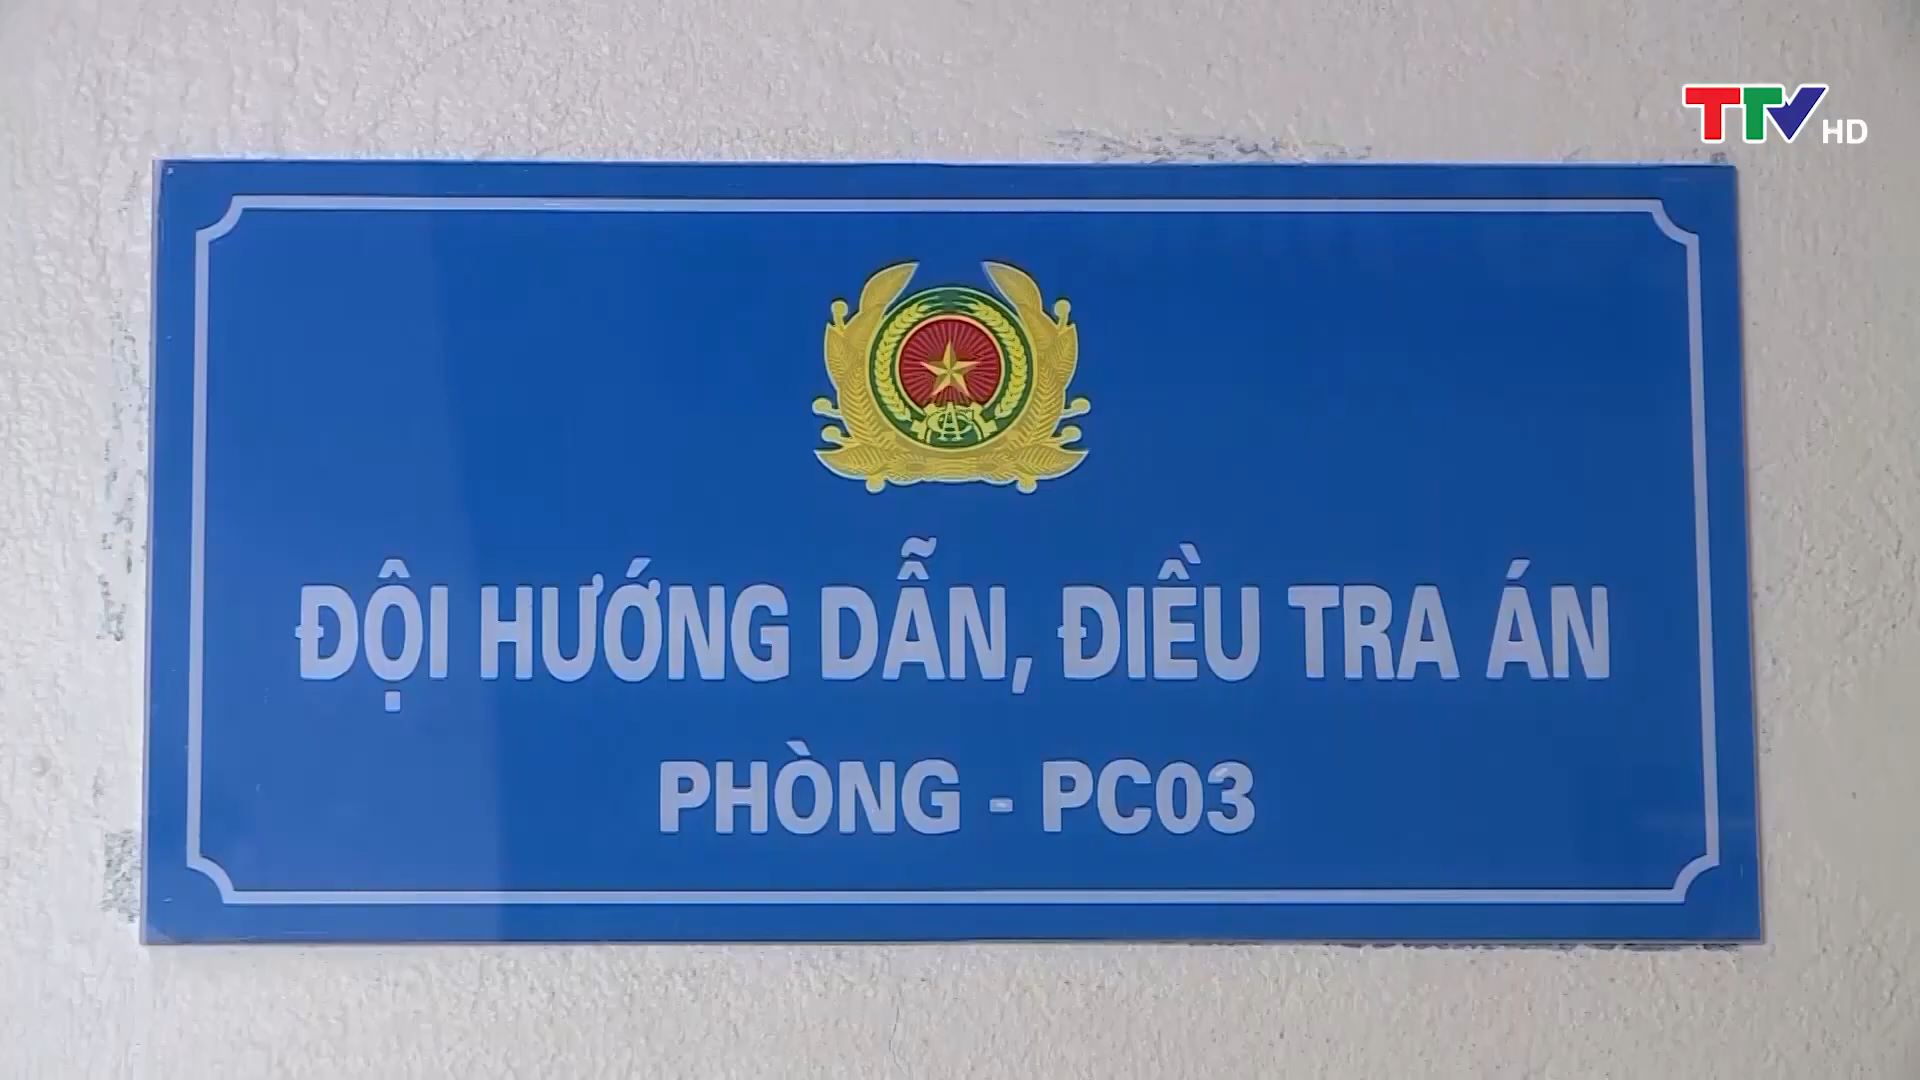 TTV HD
ĐỘI HƯỚNG DẪN, ĐIỀU TRA ÁN
PHÒNG - PC03